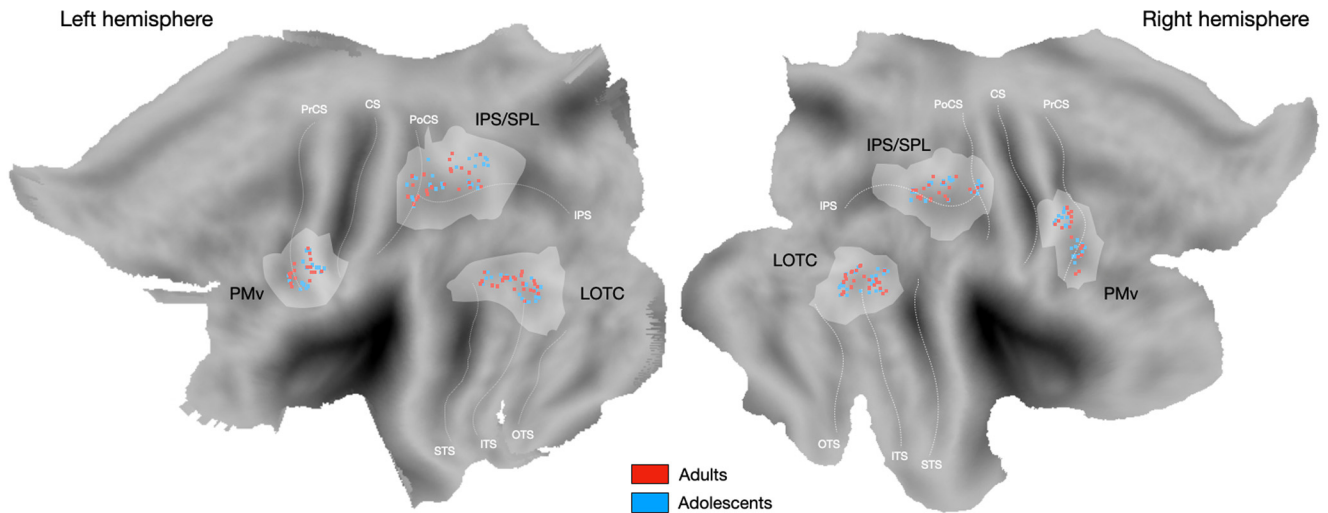 Left hemisphere
Right hemisphere
PrCS
CS
PoCS
IPS/SPL
IPS
PMv
LOTC
STS
ITS
OTS
PoCS
CS
PrCS
IPS/SPL
IPS
LOTC
PMv
OTS
ITS
STS
Adults
Adolescents